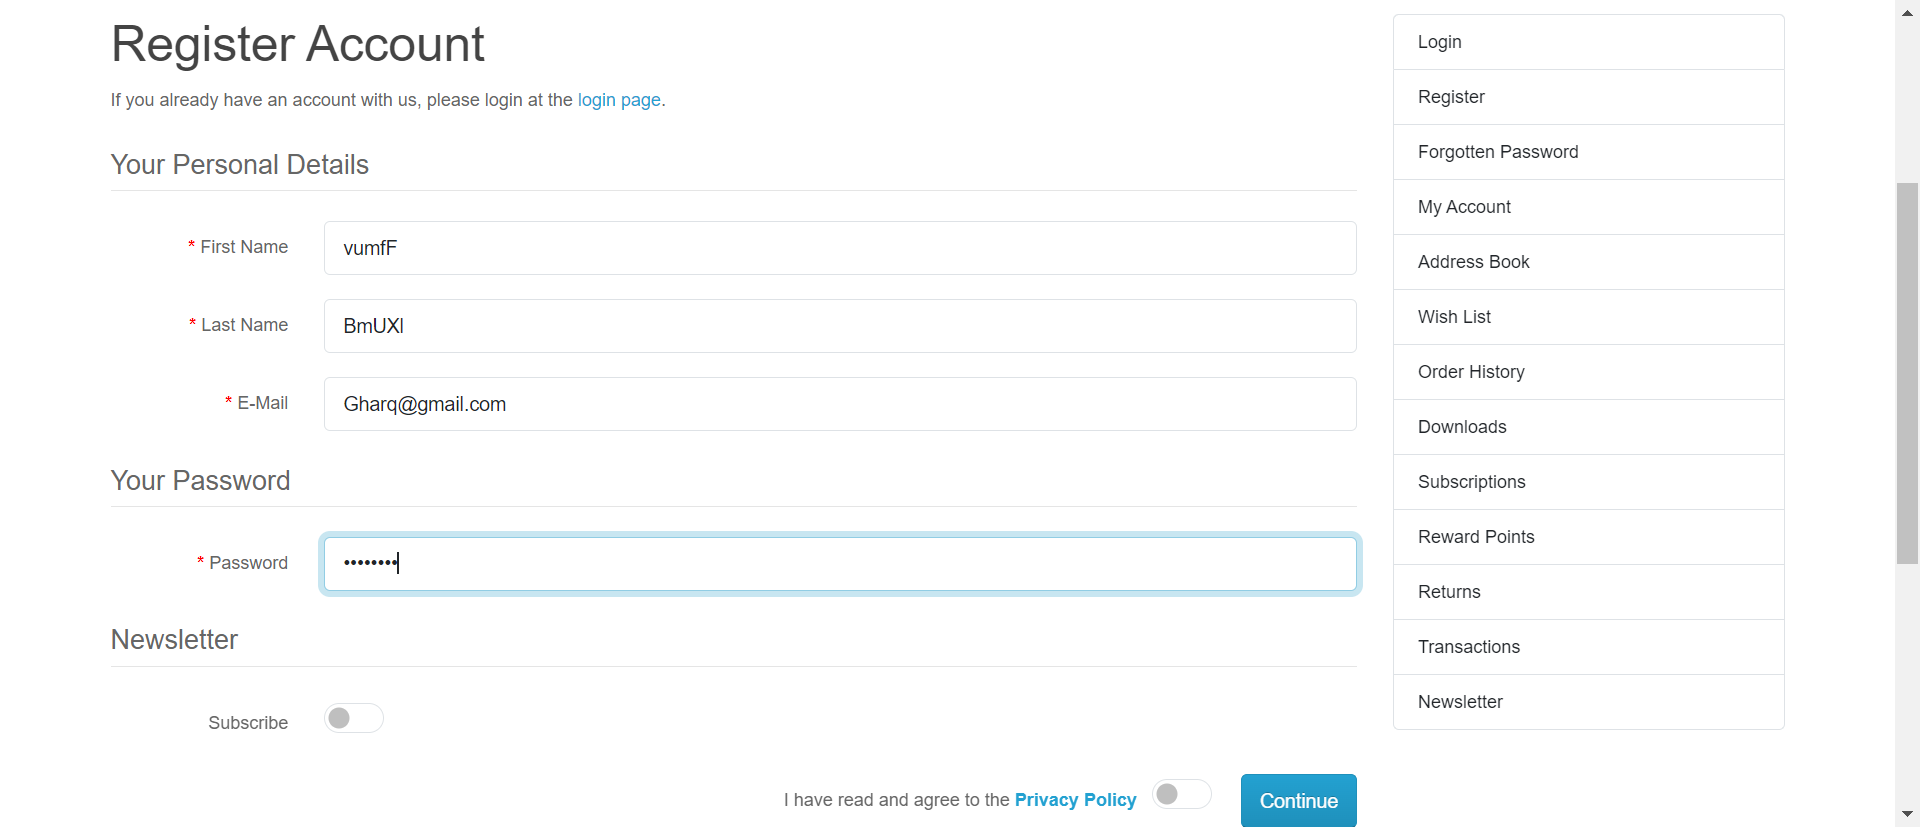 Register Account
If you already have an account with us, please login at the login page.
Your Personal Details
* First Name
vumfF
* Last Name
BmUXl
* E-Mail
Gharq@gmail.com
Your Password
* Password
••••••••
Newsletter
Subscribe
I have read and agree to the Privacy Policy
Continue
Login
Register
Forgotten Password
My Account
Address Book
Wish List
Order History
Downloads
Subscriptions
Reward Points
Returns
Transactions
Newsletter